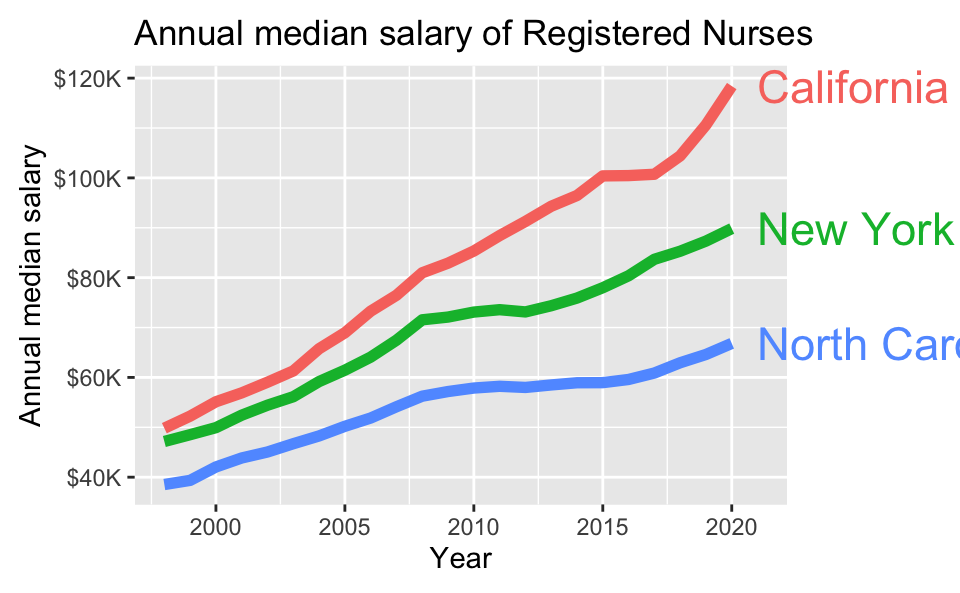 Annual median salary of Registered Nurses
Annual median salary
$120K
$100K
$80K
$60K
$40K
California
New York
North Car
2000 2005 2010 2015 2020
Year